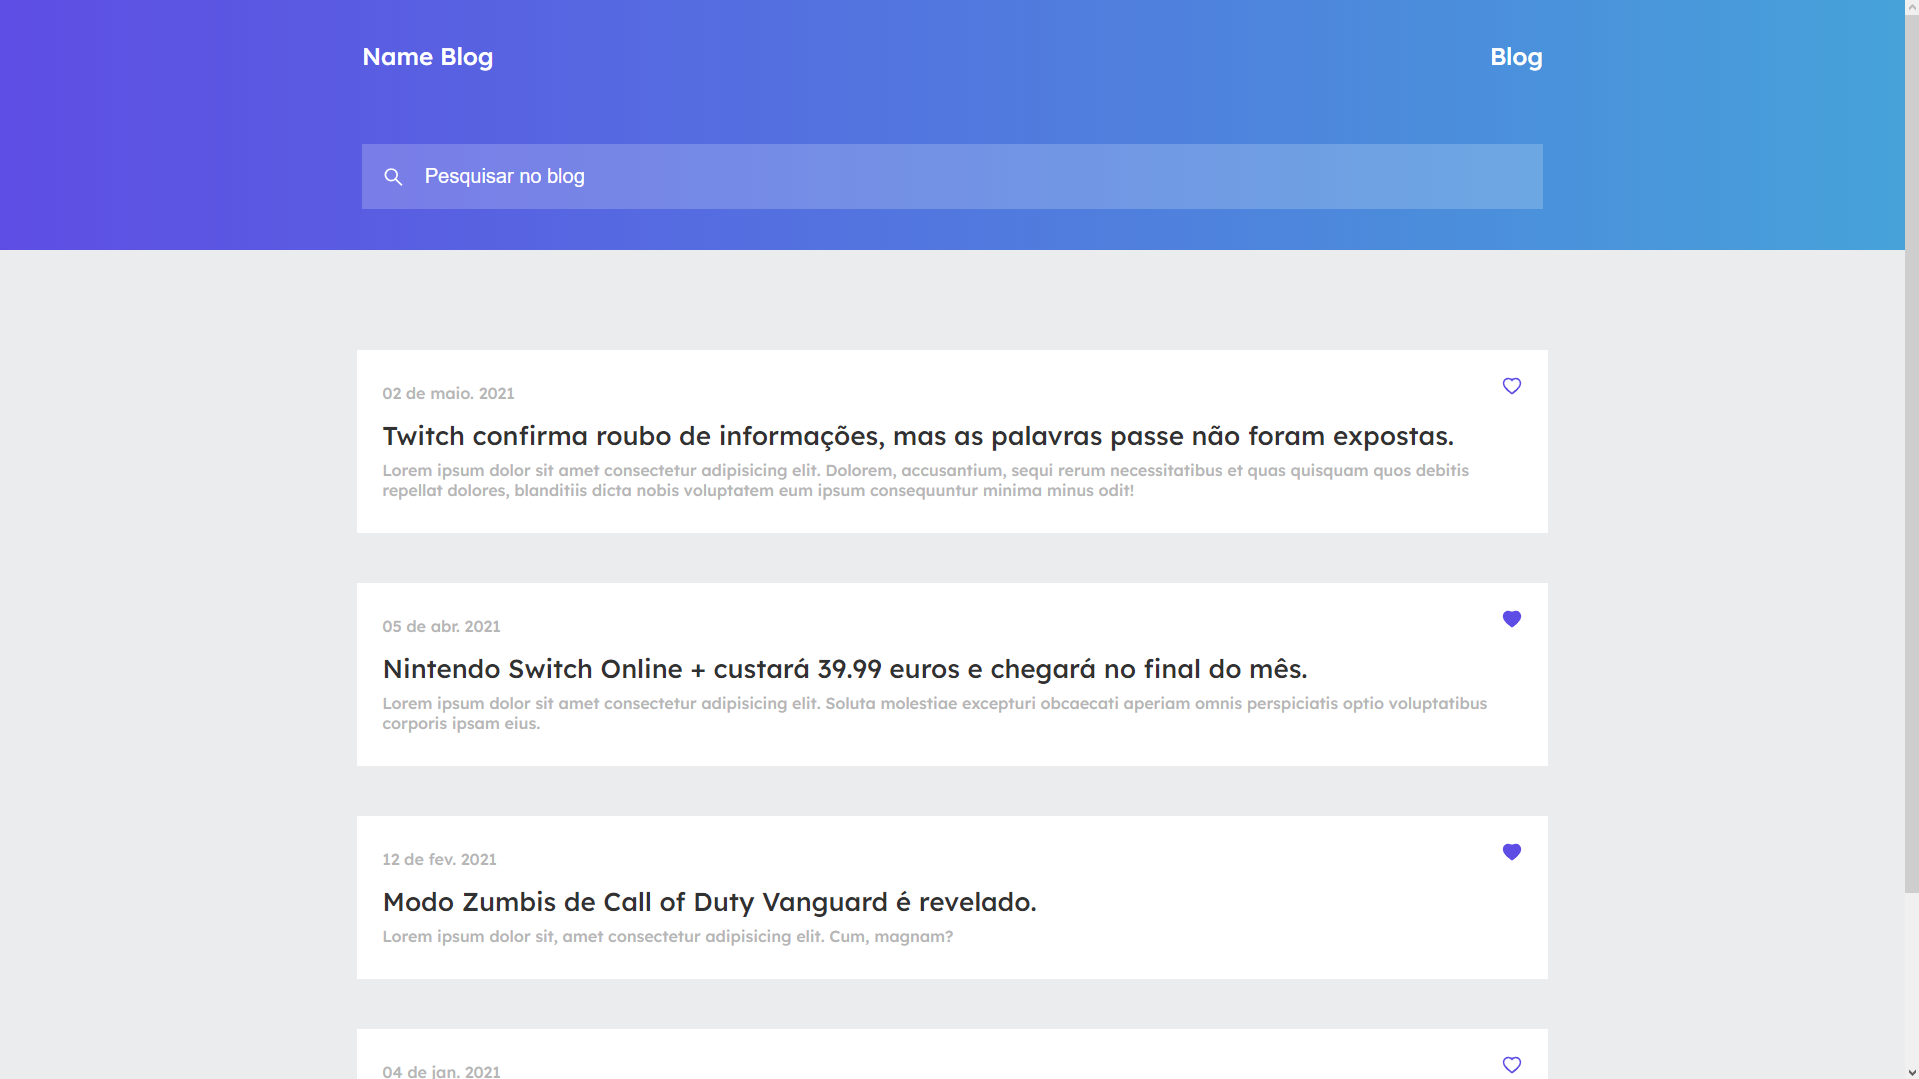 Name Blog
Blog
Pesquisar no blog
02 de maio. 2021
Twitch confirma roubo de informações, mas as palavras passe não foram expostas.
Lorem ipsum dolor sit amet consectetur adipisicing elit. Dolorem, accusantium, sequi rerum necessitatibus et quas quisquam quos debitis
repellat dolores, blanditiis dicta nobis voluptatem eum ipsum consequuntur minima minus odit!
05 de abr. 2021
Nintendo Switch Online + custará 39.99 euros e chegará no final do mês.
Lorem ipsum dolor sit amet consectetur adipisicing elit. Soluta molestiae excepturi obcaecati aperiam omnis perspiciatis optio voluptatibus
corporis ipsam eius.
12 de fev. 2021
Modo Zumbis de Call of Duty Vanguard é revelado.
Lorem ipsum dolor sit, amet consectetur adipisicing elit. Cum, magnam?
04 de jan. 2021